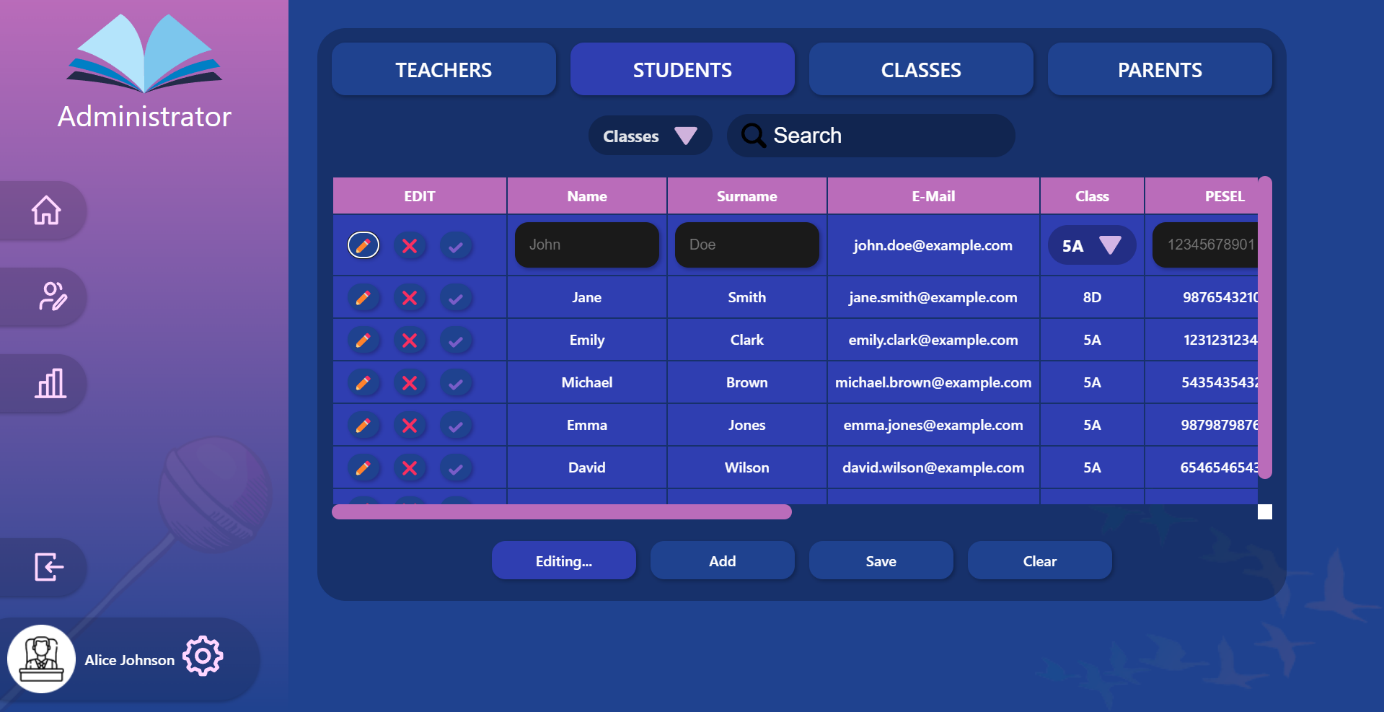 Administrator
TEACHERS STUDENTS CLASSES PARENTS
Classes Search
EDIT Name Surname E-Mail Class PESEL
John Doe john.doe@example.com 5A 12345678901
Jane Smith jane.smith@example.com 8D 9876543210
Emily Clark emily.clark@example.com 5A 1231231234
Michael Brown michael.brown@example.com 5A 5435435432
Emma Jones emma.jones@example.com 5A 9879879876
David Wilson david.wilson@example.com 5A 6546546543
Editing... Add Save Clear
Alice Johnson